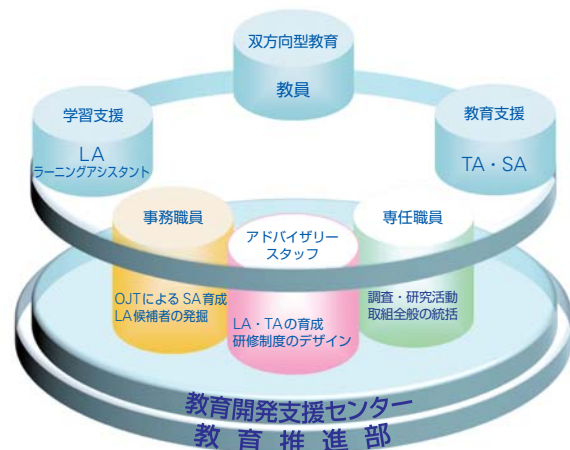 双方向型教育
教員
学習支援
LA
ラーニングアシスタント
教育支援
TA・SA
事務職員
OJTによるSA育成
LA候補者の発掘
アドバイザリー
スタッフ
LA・TAの育成
研修制度のデザイン
専任職員
調査・研究活動
取組全般の統括
教育開発支援センター
教育推進部